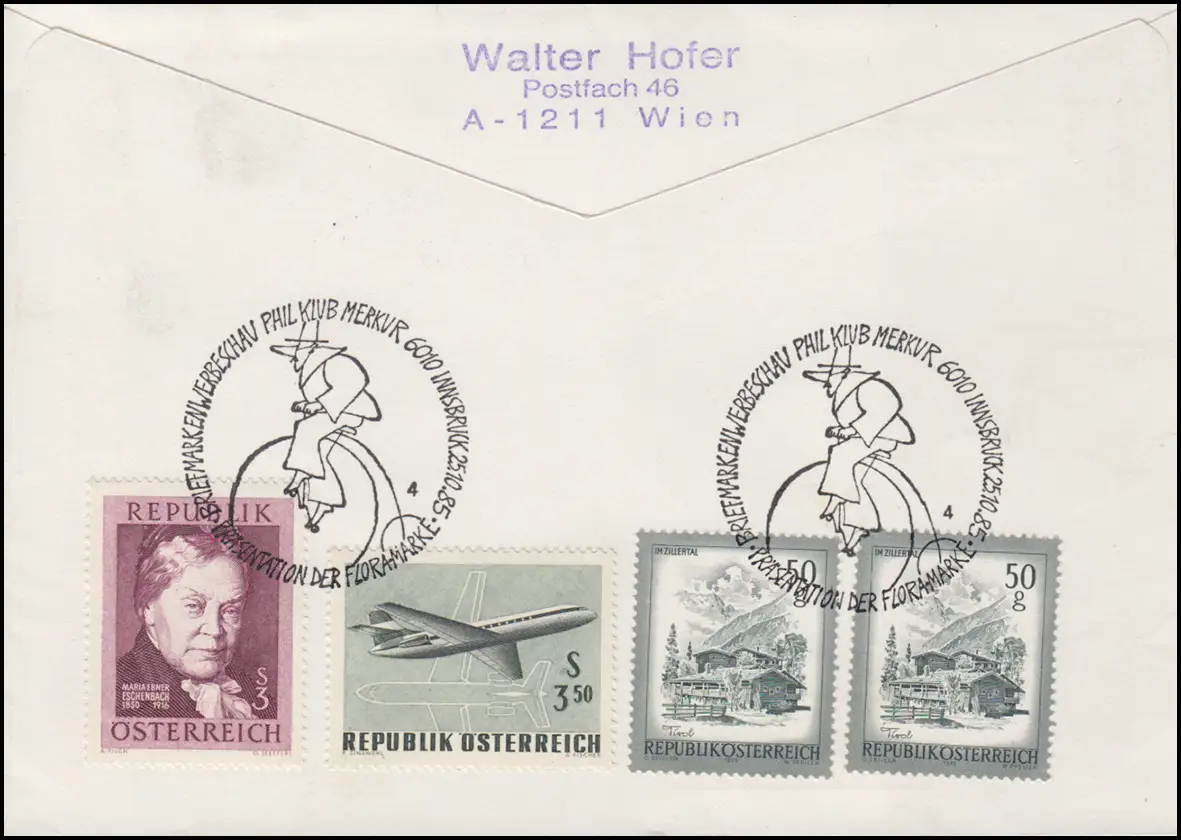 Walter Hofer
Postfach 46
A-1211 Wien
BRIEFMARKENWERBESCHAU PHIL KLUB MERKUR 6010 INNSBRUCK.25.10.85.
PRÄSENTATION DER FLORAMARKE
4
BRIEFMARKENWERBESCHAU PHIL KLUB MERKUR 6010 INNSBRUCK.25.10.85.
PRÄSENTATION DER FLORAMARKE
4
REPUBLIK
MARIA EBNER
ESCHENBACH
1830 1916
S
3
ÖSTERREICH
S
3 50
REPUBLIK ÖSTERREICH
IM ZILLERTAL
50
g
Tirol
REPUBLIK ÖSTERREICH
IM ZILLERTAL
50
g
Tirol
REPUBLIK ÖSTERREICH